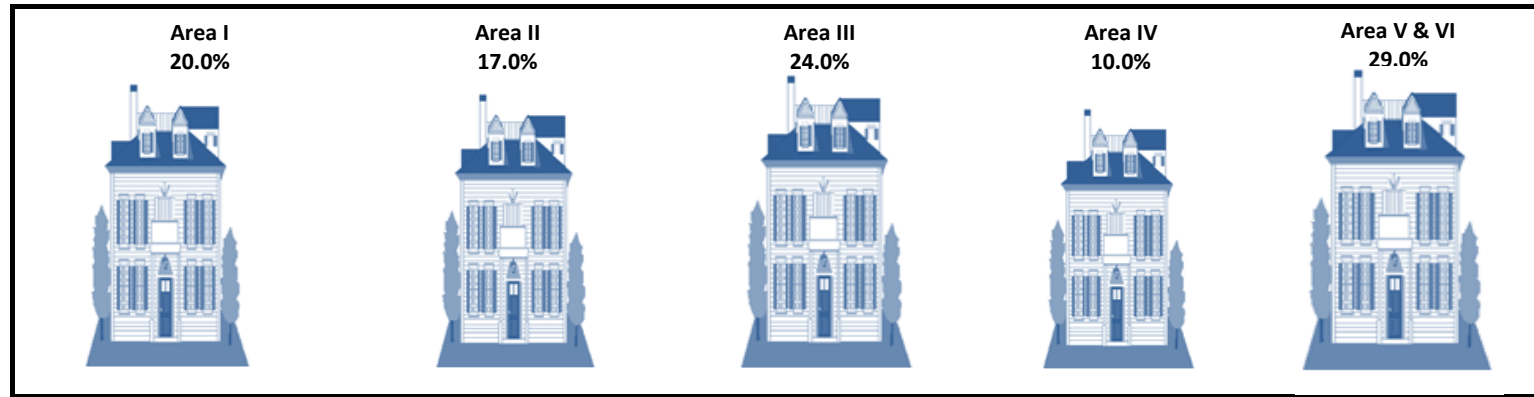 Area I
20.0%
Area II
17.0%
Area III
24.0%
Area IV
10.0%
Area V & VI
29.0%